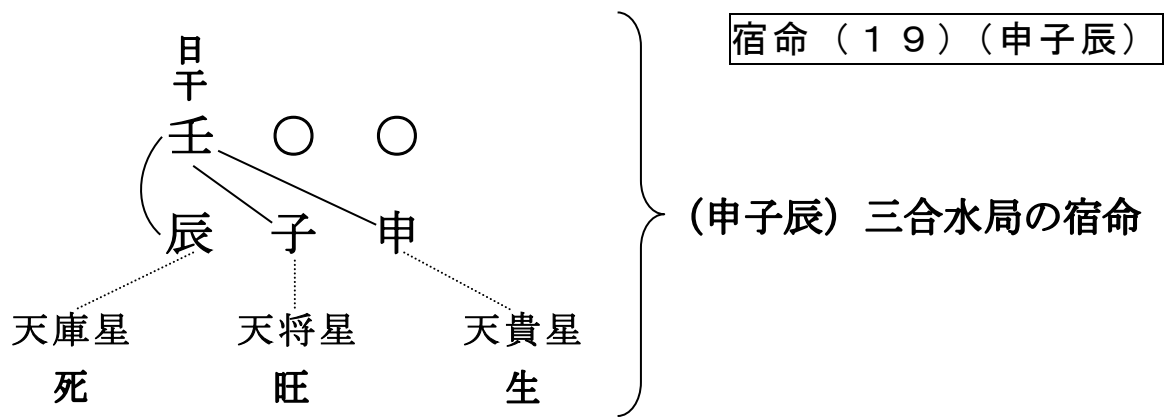 宿命（１９）（申子辰）
日干
壬 〇 〇
辰 子 申
（申子辰）三合水局の宿命
天庫星 天将星 天貴星
死 旺 生